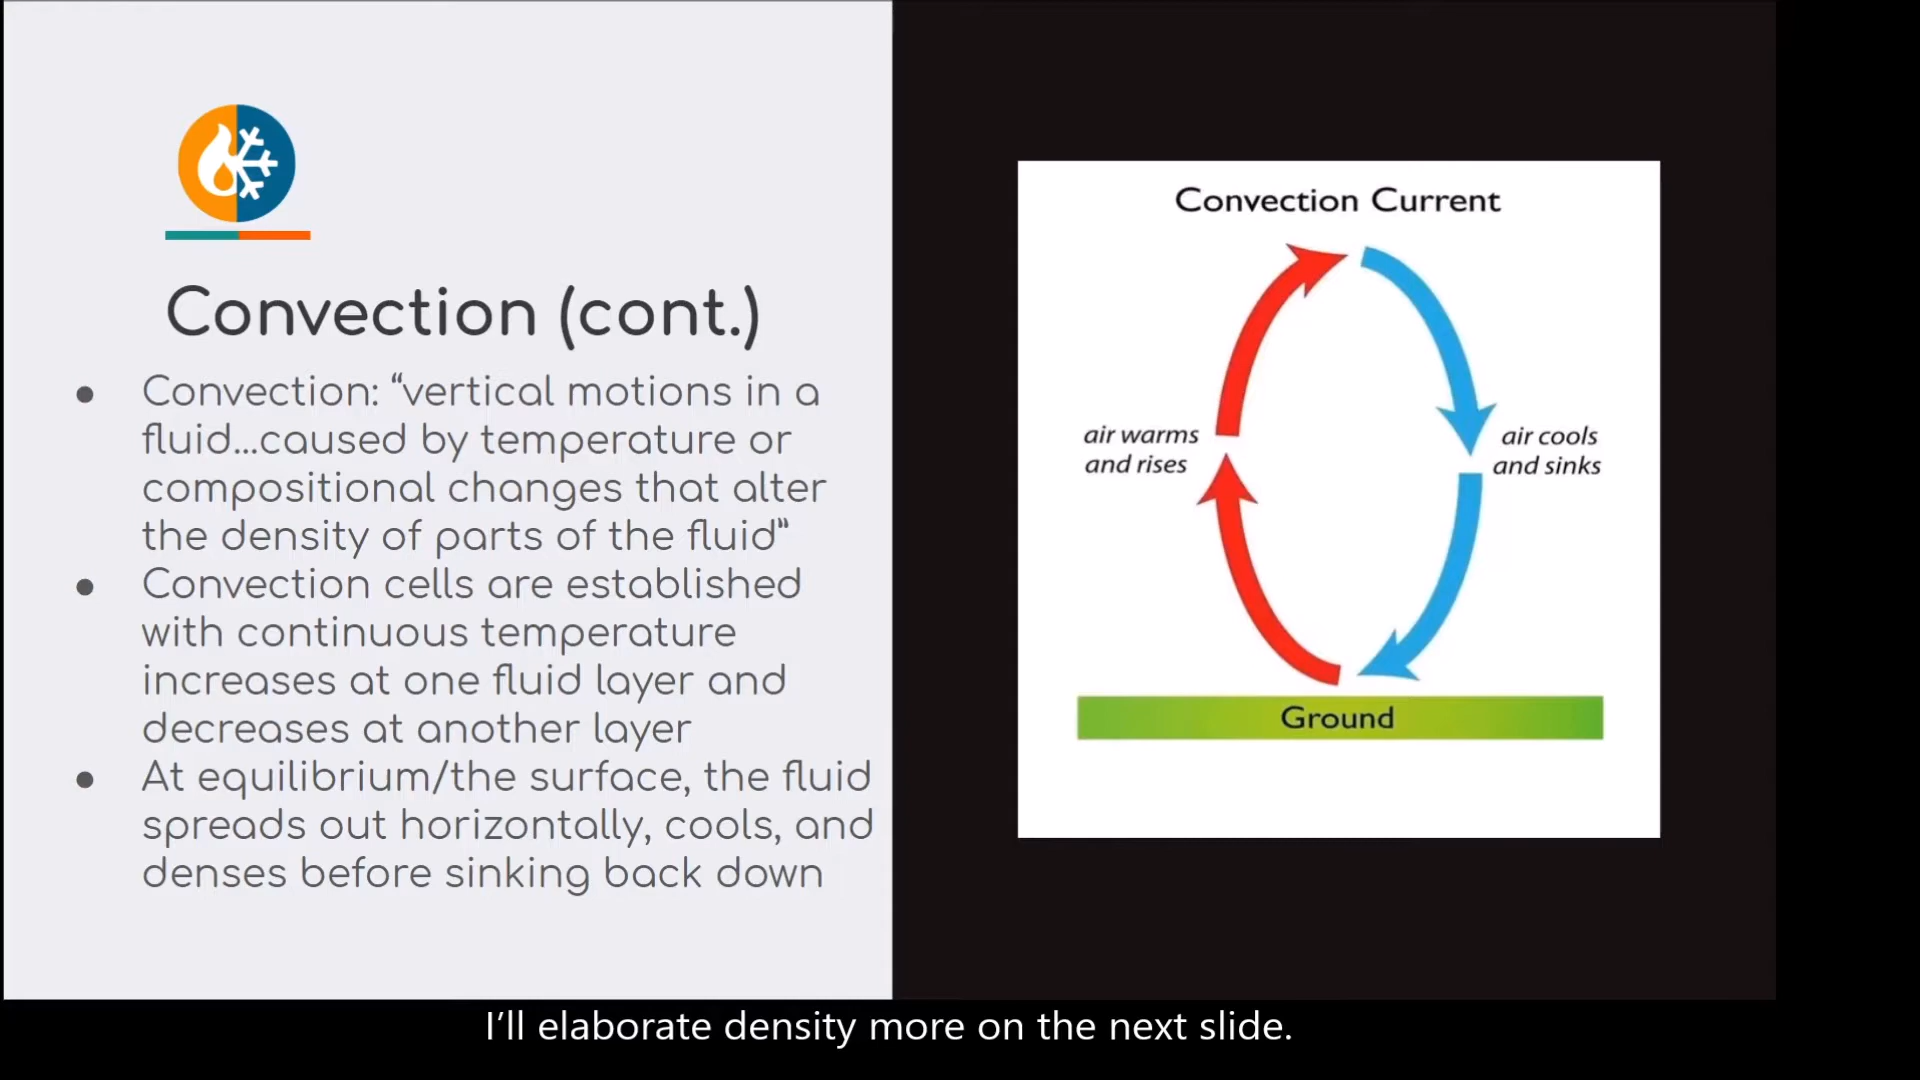 Convection (cont.)
● Convection: “vertical motions in a
fluid...caused by temperature or
compositional changes that alter
the density of parts of the fluid”
● Convection cells are established
with continuous temperature
increases at one fluid layer and
decreases at another layer
● At equilibrium/the surface, the fluid
spreads out horizontally, cools, and
denses before sinking back down
Convection Current
air warms
and rises
air cools
and sinks
Ground
I’ll elaborate density more on the next slide.